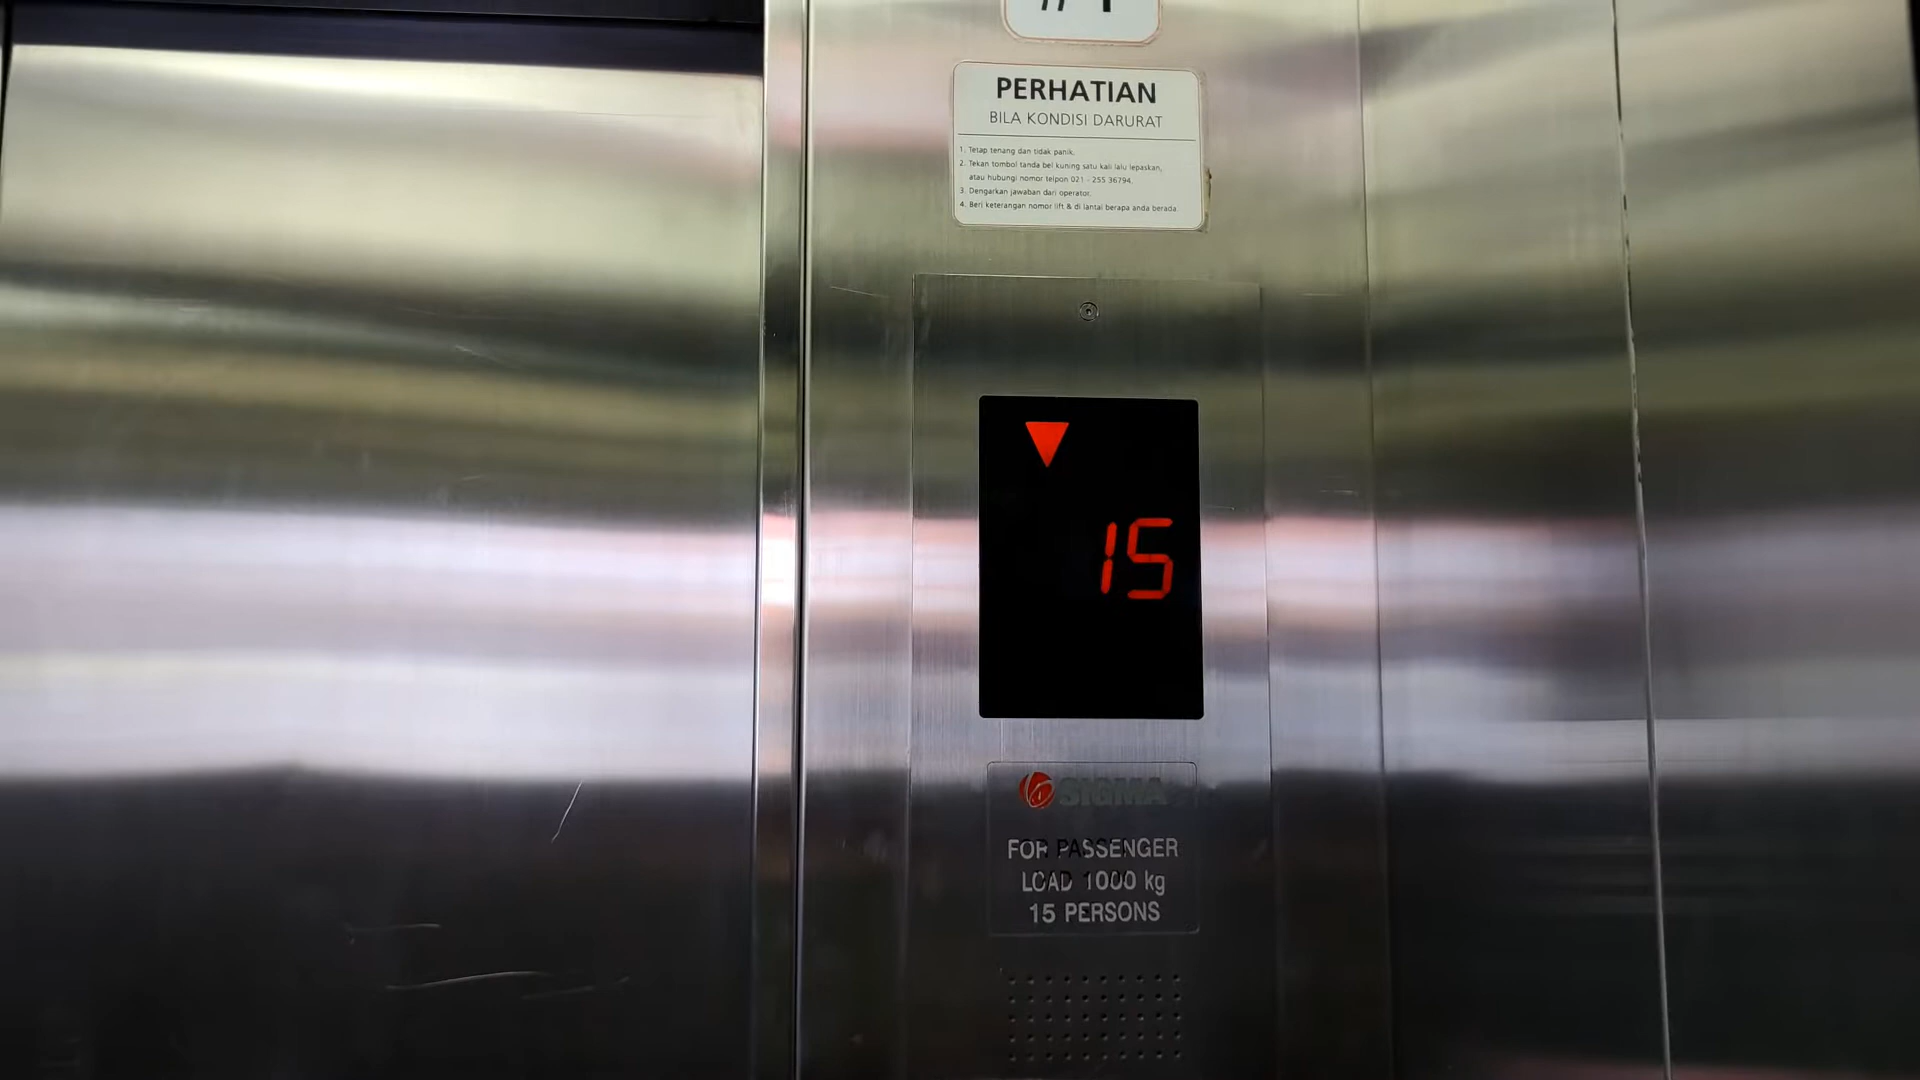 PERHATIAN
BILA KONDISI DARURAT
1. Tetap tenang dan tidak panik.
2. Tekan tombol tanda bel kuning satu kali lalu lepaskan,
atau hubungi nomor telpon 021 - 255 36794.
3. Dengarkan jawaban dari operator.
4. Beri keterangan nomor lift & di lantai berapa anda berada.
15
SIGMA
FOR PASSENGER
LOAD 1000 kg
15 PERSONS